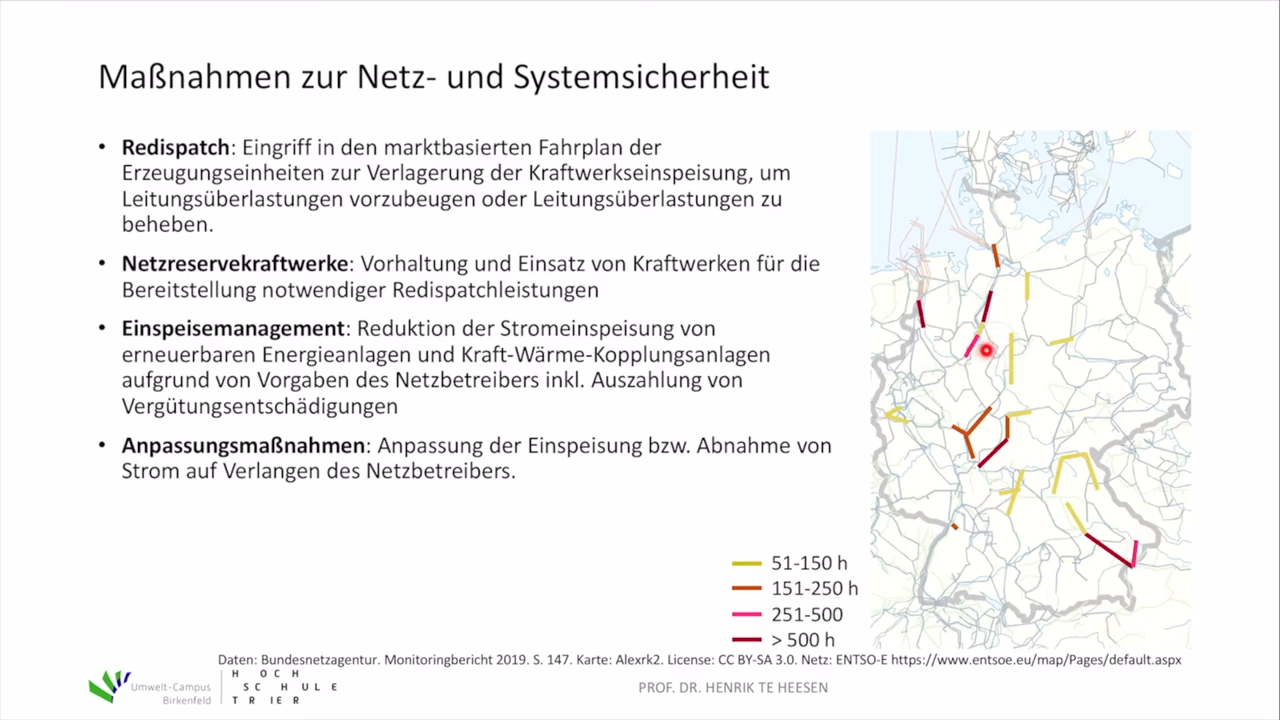 Maßnahmen zur Netz- und Systemsicherheit
• Redispatch: Eingriff in den marktbasierten Fahrplan der
Erzeugungseinheiten zur Verlagerung der Kraftwerkseinspeisung, um
Leitungsüberlastungen vorzubeugen oder Leitungsüberlastungen zu
beheben.
• Netzreservekraftwerke: Vorhaltung und Einsatz von Kraftwerken für die
Bereitstellung notwendiger Redispatchleistungen
• Einspeisemanagement: Reduktion der Stromeinspeisung von
erneuerbaren Energieanlagen und Kraft-Wärme-Kopplungsanlagen
aufgrund von Vorgaben des Netzbetreibers inkl. Auszahlung von
Vergütungsentschädigungen
• Anpassungsmaßnahmen: Anpassung der Einspeisung bzw. Abnahme von
Strom auf Verlangen des Netzbetreibers.
51-150 h
151-250 h
251-500
> 500 h
Daten: Bundesnetzagentur. Monitoringbericht 2019. S. 147. Karte: Alexrk2. License: CC BY-SA 3.0. Netz: ENTSO-E https://www.entsoe.eu/map/Pages/default.aspx
Umwelt-Campus
Birkenfeld
H O C H
S C H U L E
T R I E R
PROF. DR. HENRIK TE HEESEN